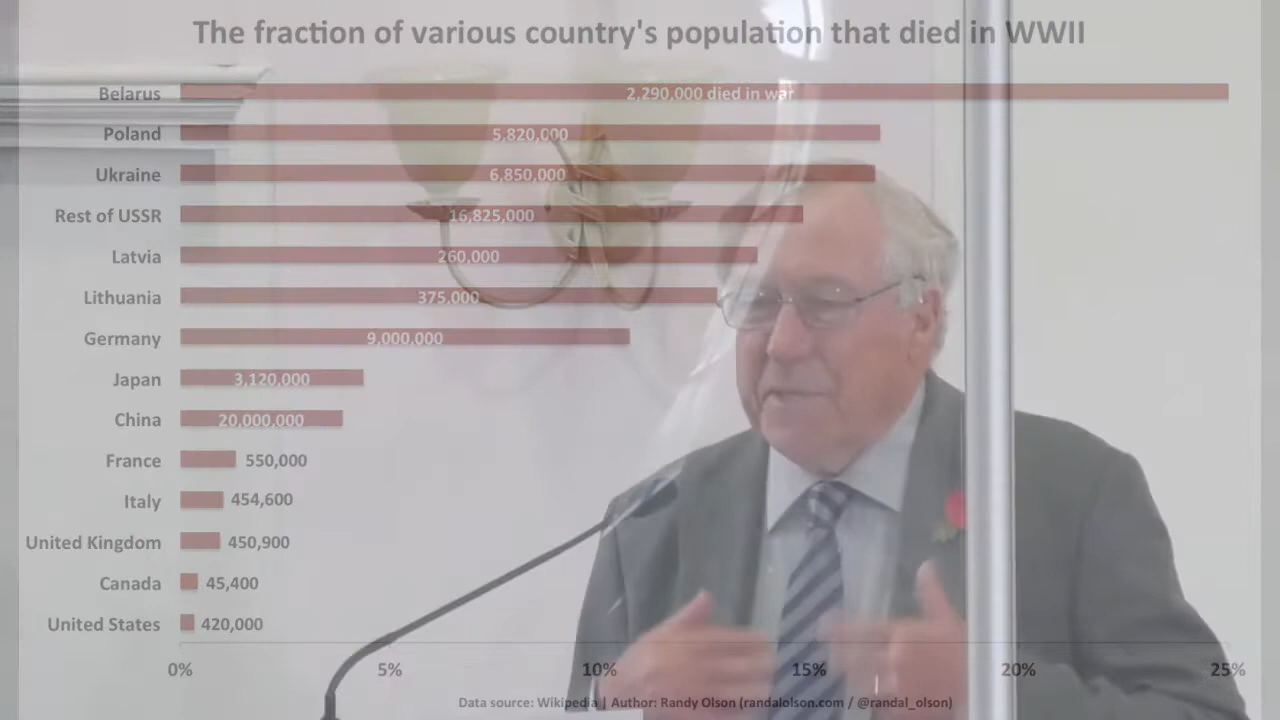 The fraction of various country's population that died in WWII
Belarus 2,290,000 died in war
Poland 5,820,000
Ukraine 6,850,000
Rest of USSR 16,825,000
Latvia 260,000
Lithuania 375,000
Germany 9,000,000
Japan 3,120,000
China 20,000,000
France 550,000
Italy 454,600
United Kingdom 450,900
Canada 45,400
United States 420,000
0% 5% 10% 15% 20% 25%
Data source: Wikipedia | Author: Randy Olson (randalolson.com / @randal_olson)